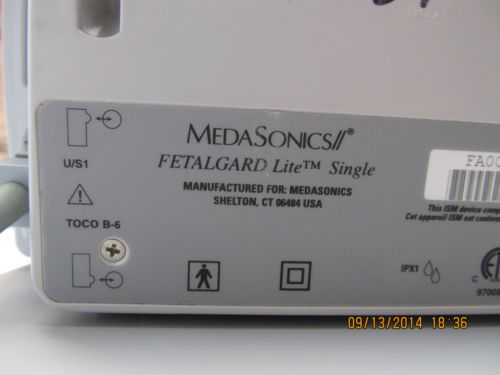 MEDASONICS//®
FETALGARD Lite™ Single
MANUFACTURED FOR: MEDASONICS
SHELTON, CT 06484 USA
U/S1
TOCO B-6
IPX1
This ISM device comp
Cet appareil ISM est conform
C
9700
09/13/2014 18:36